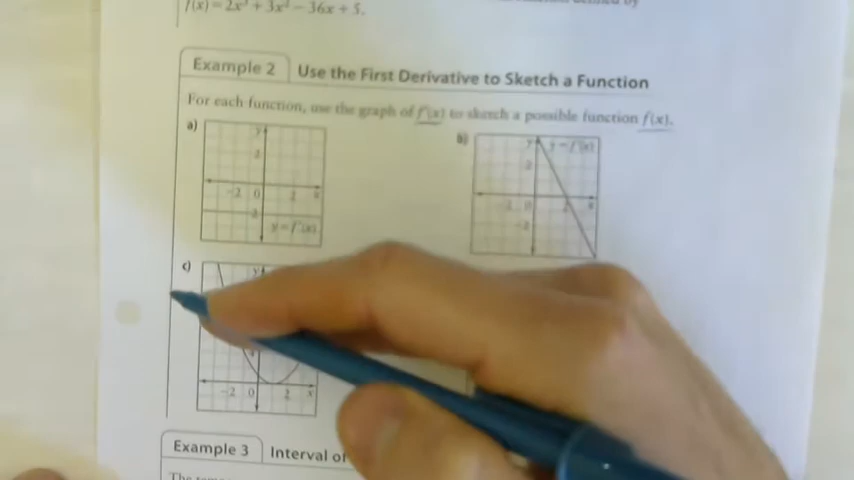 f(x) = 2x³ + 3x² − 36x + 5.
Example 2 Use the First Derivative to Sketch a Function
For each function, use the graph of f′(x) to sketch a possible function f(x).
a)
y
2
−2 0 2 x
−2
y = f′(x)
b)
y y = f′(x)
2
−2 0 2 x
−2
c)
y
4
−2 0 2 x
Example 3 Interval of
The